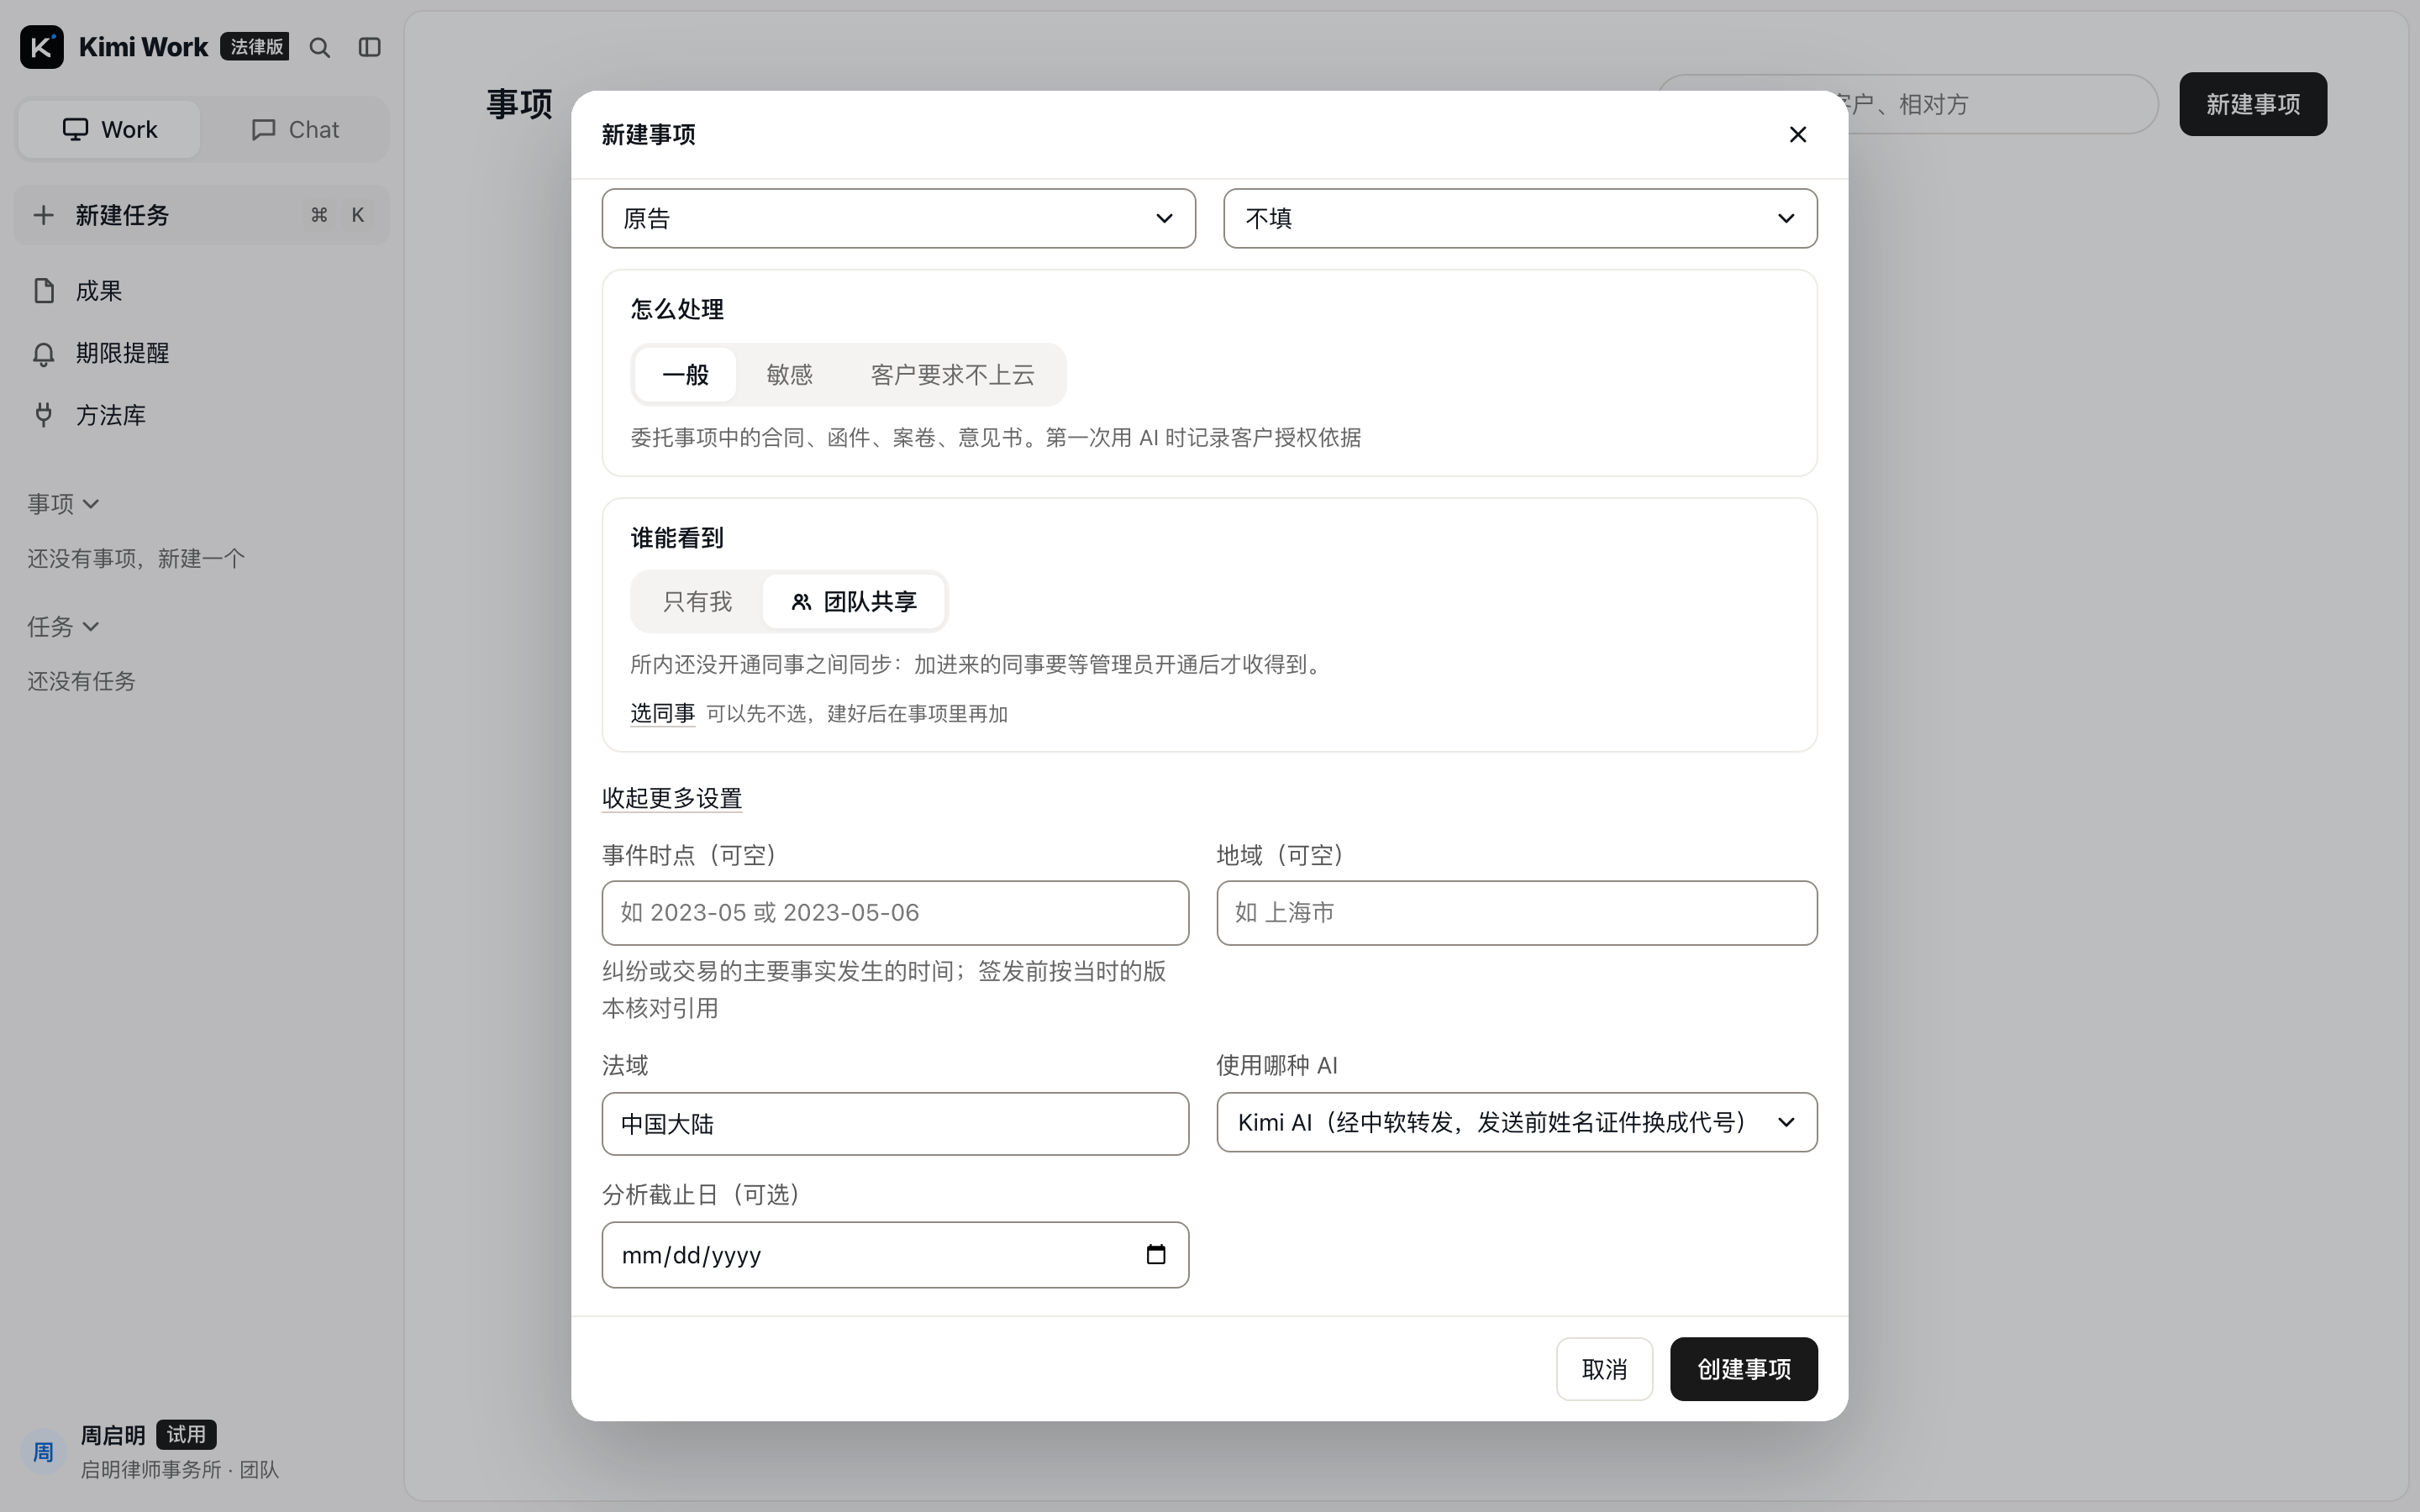 Kimi Work 法律版
Work
Chat
新建任务 ⌘ K
成果
期限提醒
方法库
事项
还没有事项，新建一个
任务
还没有任务
周 周启明 试用
启明律师事务所 · 团队
事项
客户、相对方
新建事项
新建事项
原告
不填
怎么处理
一般 敏感 客户要求不上云
委托事项中的合同、函件、案卷、意见书。第一次用 AI 时记录客户授权依据
谁能看到
只有我 团队共享
所内还没开通同事之间同步：加进来的同事要等管理员开通后才收得到。
选同事 可以先不选，建好后在事项里再加
收起更多设置
事件时点（可空）
如 2023-05 或 2023-05-06
纠纷或交易的主要事实发生的时间；签发前按当时的版
本核对引用
地域（可空）
如 上海市
法域
中国大陆
使用哪种 AI
Kimi AI（经中软转发，发送前姓名证件换成代号）
分析截止日（可选）
mm/dd/yyyy
取消
创建事项